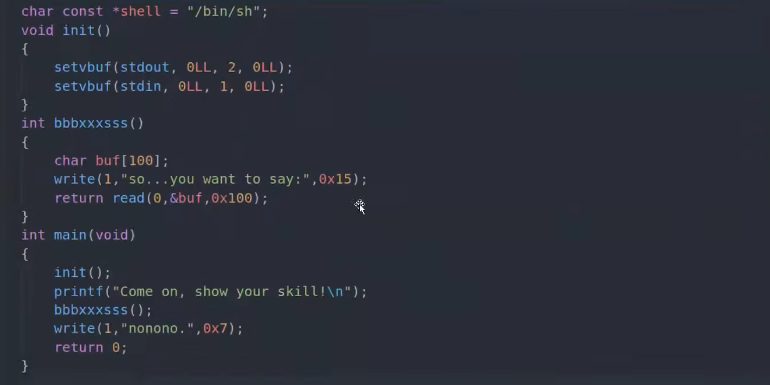 char const *shell = "/bin/sh";
void init()
{
    setvbuf(stdout, 0LL, 2, 0LL);
    setvbuf(stdin, 0LL, 1, 0LL);
}
int bbbxxxsss()
{
    char buf[100];
    write(1,"so...you want to say:",0x15);
    return read(0,&buf,0x100);
}
int main(void)
{
    init();
    printf("Come on, show your skill!\n");
    bbbxxxsss();
    write(1,"nonono.",0x7);
    return 0;
}